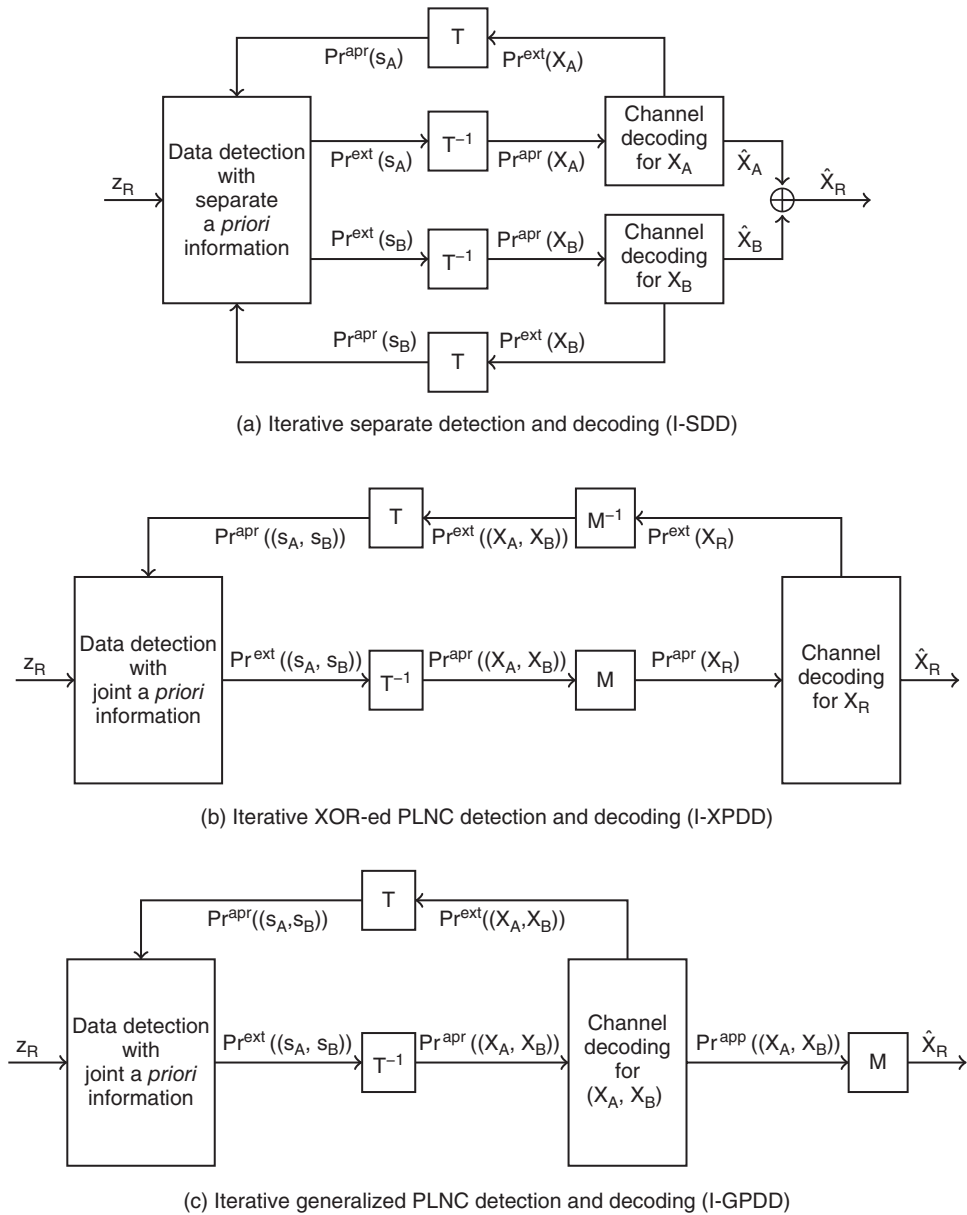 T
Pr^apr(s_A)
Pr^ext(X_A)
Data detection
with
separate
a priori
information
z_R
Pr^ext (s_A)
T^−1
Pr^apr (X_A)
Channel
decoding
for X_A
X̂_A
X̂_R
Pr^ext (s_B)
T^−1
Pr^apr (X_B)
Channel
decoding
for X_B
X̂_B
Pr^apr (s_B)
T
Pr^ext (X_B)
(a) Iterative separate detection and decoding (I-SDD)
T
M^−1
Pr^apr ((s_A, s_B))
Pr^ext ((X_A, X_B))
Pr^ext (X_R)
Data detection
with
joint a priori
information
z_R
Pr^ext ((s_A, s_B))
T^−1
Pr^apr ((X_A, X_B))
M
Pr^apr (X_R)
Channel
decoding
for X_R
X̂_R
(b) Iterative XOR-ed PLNC detection and decoding (I-XPDD)
T
Pr^apr((s_A,s_B))
Pr^ext((X_A,X_B))
Data detection
with
joint a priori
information
z_R
Pr^ext ((s_A, s_B))
T^−1
Pr^apr ((X_A, X_B))
Channel
decoding
for
(X_A, X_B)
Pr^app ((X_A, X_B))
M
X̂_R
(c) Iterative generalized PLNC detection and decoding (I-GPDD)